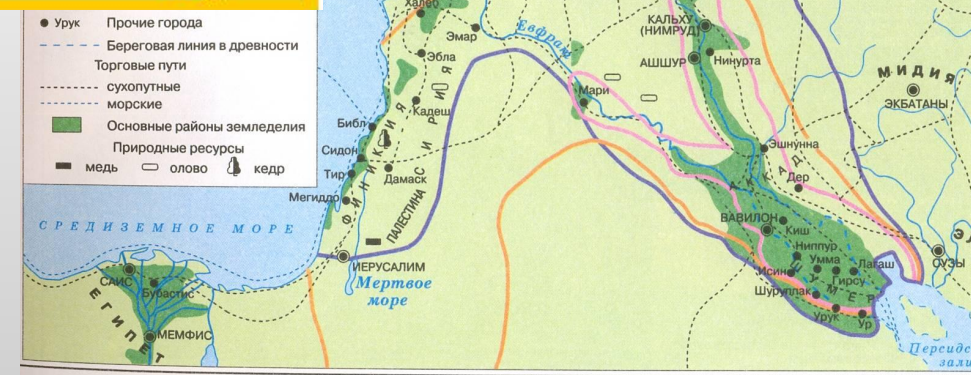 Урук Прочие города
Береговая линия в древности
Торговые пути
сухопутные
морские
Основные районы земледелия
Природные ресурсы
медь олово кедр
Халеб
Эмар
Эбла
Евфрат
Кадеш
Библ
Сидон
Тир
Дамаск
Мегиддо
ФИНИКИЯ
СИРИЯ
ПАЛЕСТИНА
СРЕДИЗЕМНОЕ МОРЕ
ИЕРУСАЛИМ
Мертвое
море
САИС
Бубастис
ЕГИПЕТ
МЕМФИС
КАЛЬХУ
(НИМРУД)
АШШУР
Нинурта
Мари
МИДИЯ
ЭКБАТАНЫ
Эшнунна
АККАД
Дер
ВАВИЛОН
Киш
Ниппур
Умма
Лагаш
Гирсу
Исин
ШУМЕР
Шуруппак
Урук
Ур
Э
СУЗЫ
Персидс
зали